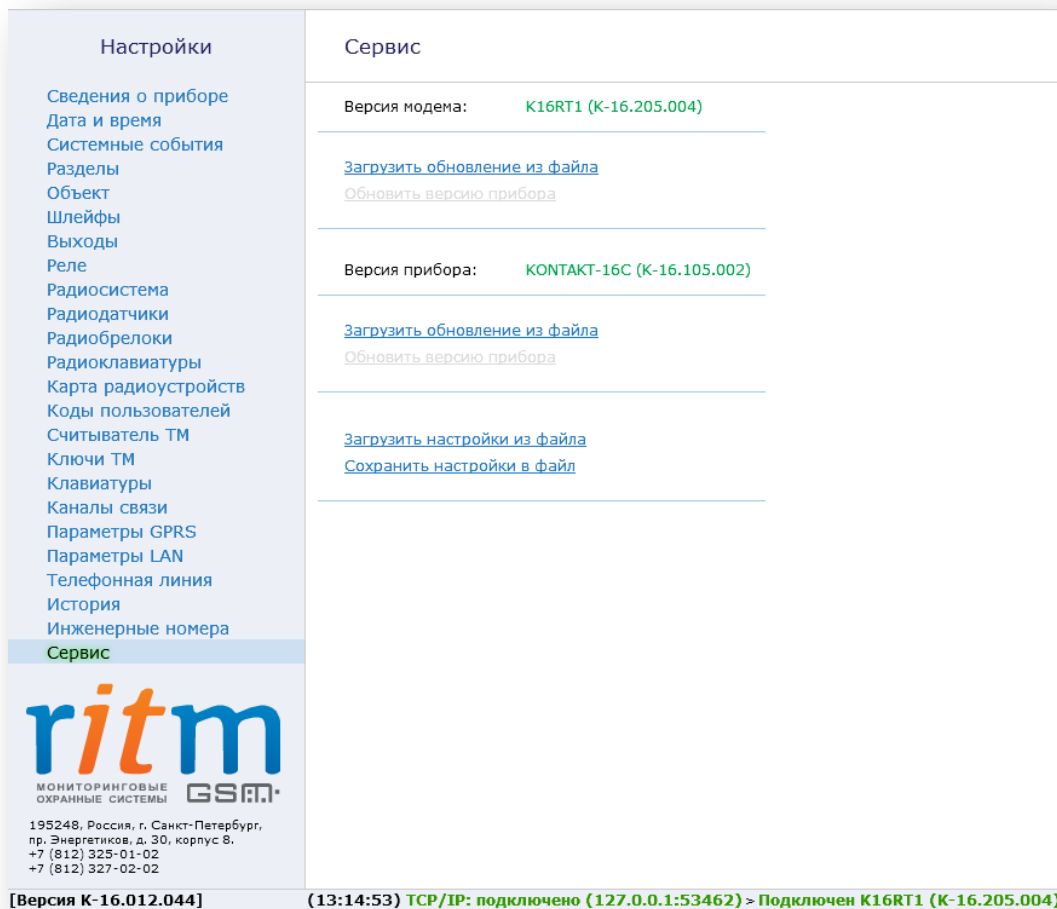 Настройки
Сведения о приборе
Дата и время
Системные события
Разделы
Объект
Шлейфы
Выходы
Реле
Радиосистема
Радиодатчики
Радиобрелоки
Радиоклавиатуры
Карта радиоустройств
Коды пользователей
Считыватель ТМ
Ключи ТМ
Клавиатуры
Каналы связи
Параметры GPRS
Параметры LAN
Телефонная линия
История
Инженерные номера
Сервис
ritm
МОНИТОРИНГОВЫЕ
ОХРАННЫЕ СИСТЕМЫ
GSM
195248, Россия, г. Санкт-Петербург,
пр. Энергетиков, д. 30, корпус 8.
+7 (812) 325-01-02
+7 (812) 327-02-02
Сервис
Версия модема: K16RT1 (K-16.205.004)
Загрузить обновление из файла
Обновить версию прибора
Версия прибора: KONTAKT-16C (K-16.105.002)
Загрузить обновление из файла
Обновить версию прибора
Загрузить настройки из файла
Сохранить настройки в файл
[Версия K-16.012.044] (13:14:53) TCP/IP: подключено (127.0.0.1:53462) > Подключен K16RT1 (K-16.205.004)